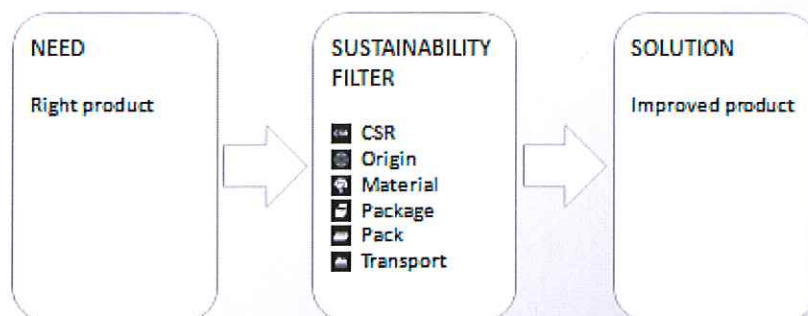 NEED
Right product
SUSTAINABILITY
FILTER
CSR
Origin
Material
Package
Pack
Transport
SOLUTION
Improved product